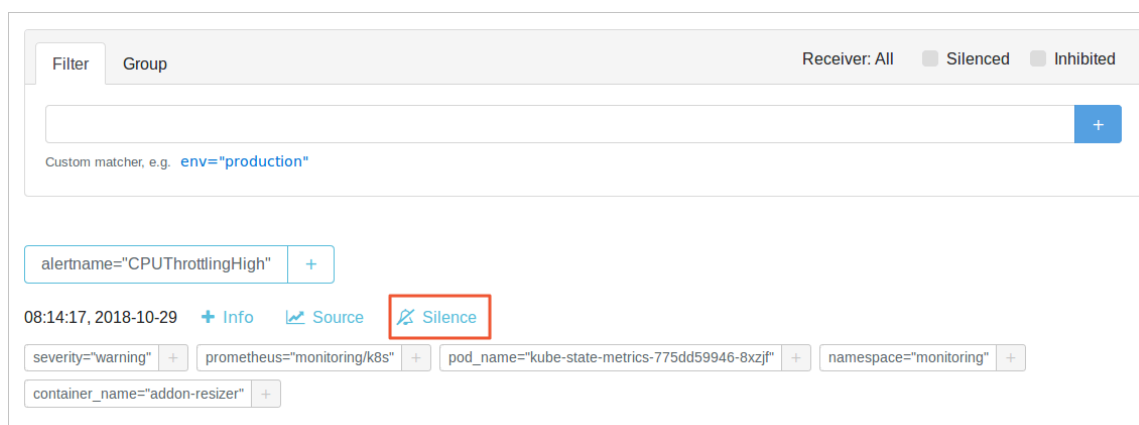 Filter Group Receiver: All Silenced Inhibited
+
Custom matcher, e.g. env="production"
alertname="CPUThrottlingHigh" +
08:14:17, 2018-10-29 + Info Source Silence
severity="warning" + prometheus="monitoring/k8s" + pod_name="kube-state-metrics-775dd59946-8xzjf" + namespace="monitoring" +
container_name="addon-resizer" +